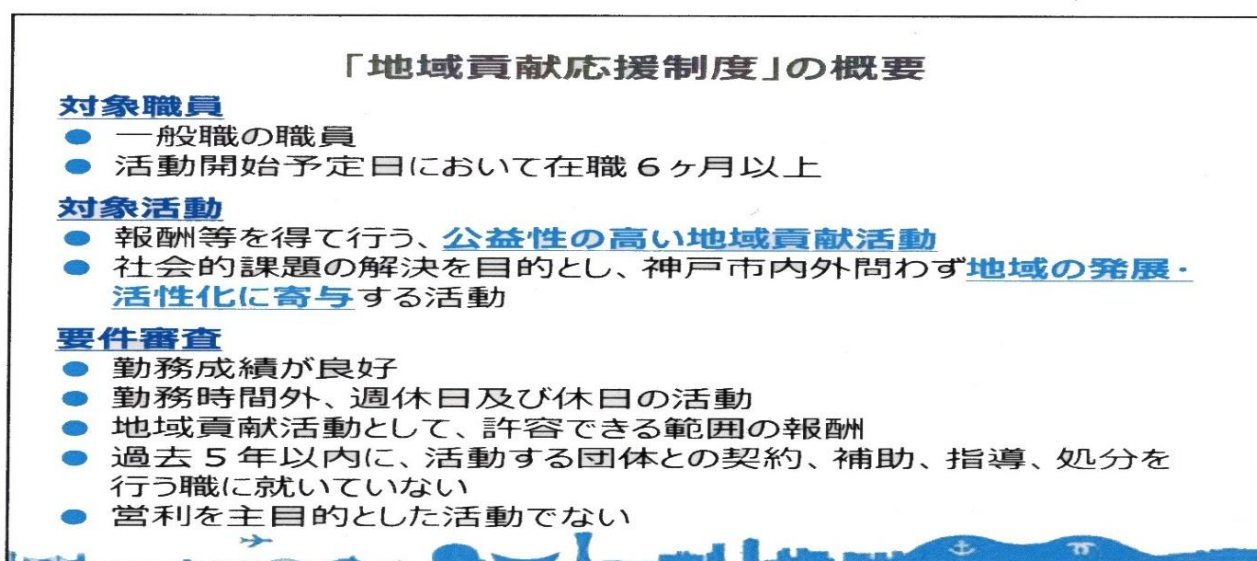 「地域貢献応援制度」の概要
対象職員
● 一般職の職員
● 活動開始予定日において在職6ヶ月以上
対象活動
● 報酬等を得て行う、公益性の高い地域貢献活動
● 社会的課題の解決を目的とし、神戸市内外問わず地域の発展・
活性化に寄与する活動
要件審査
● 勤務成績が良好
● 勤務時間外、週休日及び休日の活動
● 地域貢献活動として、許容できる範囲の報酬
● 過去5年以内に、活動する団体との契約、補助、指導、処分を
行う職に就いていない
● 営利を主目的とした活動でない